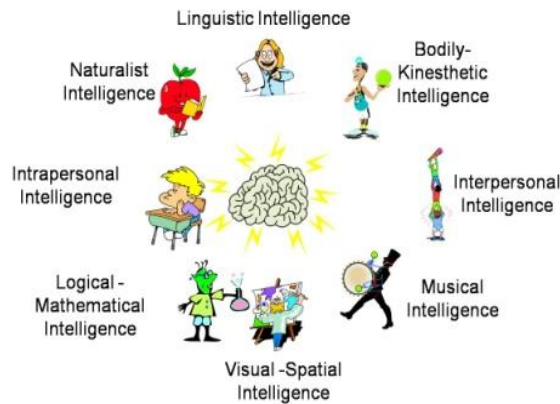 Linguistic Intelligence
Bodily-
Kinesthetic
Intelligence
Naturalist
Intelligence
Intrapersonal
Intelligence
Interpersonal
Intelligence
Logical -
Mathematical
Intelligence
Musical
Intelligence
Visual -Spatial
Intelligence